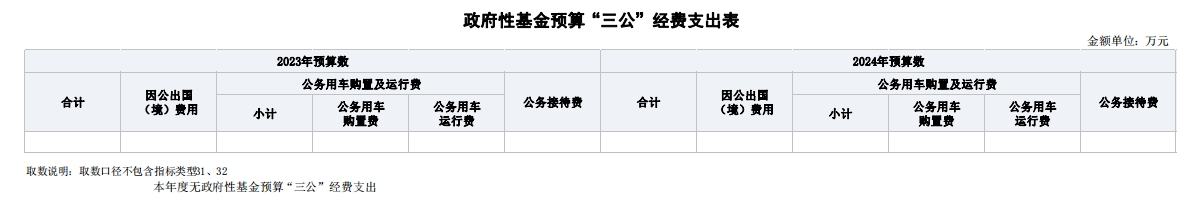 政府性基金预算“三公”经费支出表
金额单位：万元
2023年预算数 2024年预算数
合计 因公出国（境）费用 公务用车购置及运行费 公务接待费 合计 因公出国（境）费用 公务用车购置及运行费 公务接待费
小计 公务用车购置费 公务用车运行费 小计 公务用车购置费 公务用车运行费
取数说明：取数口径不包含指标类型31、32
本年度无政府性基金预算“三公”经费支出